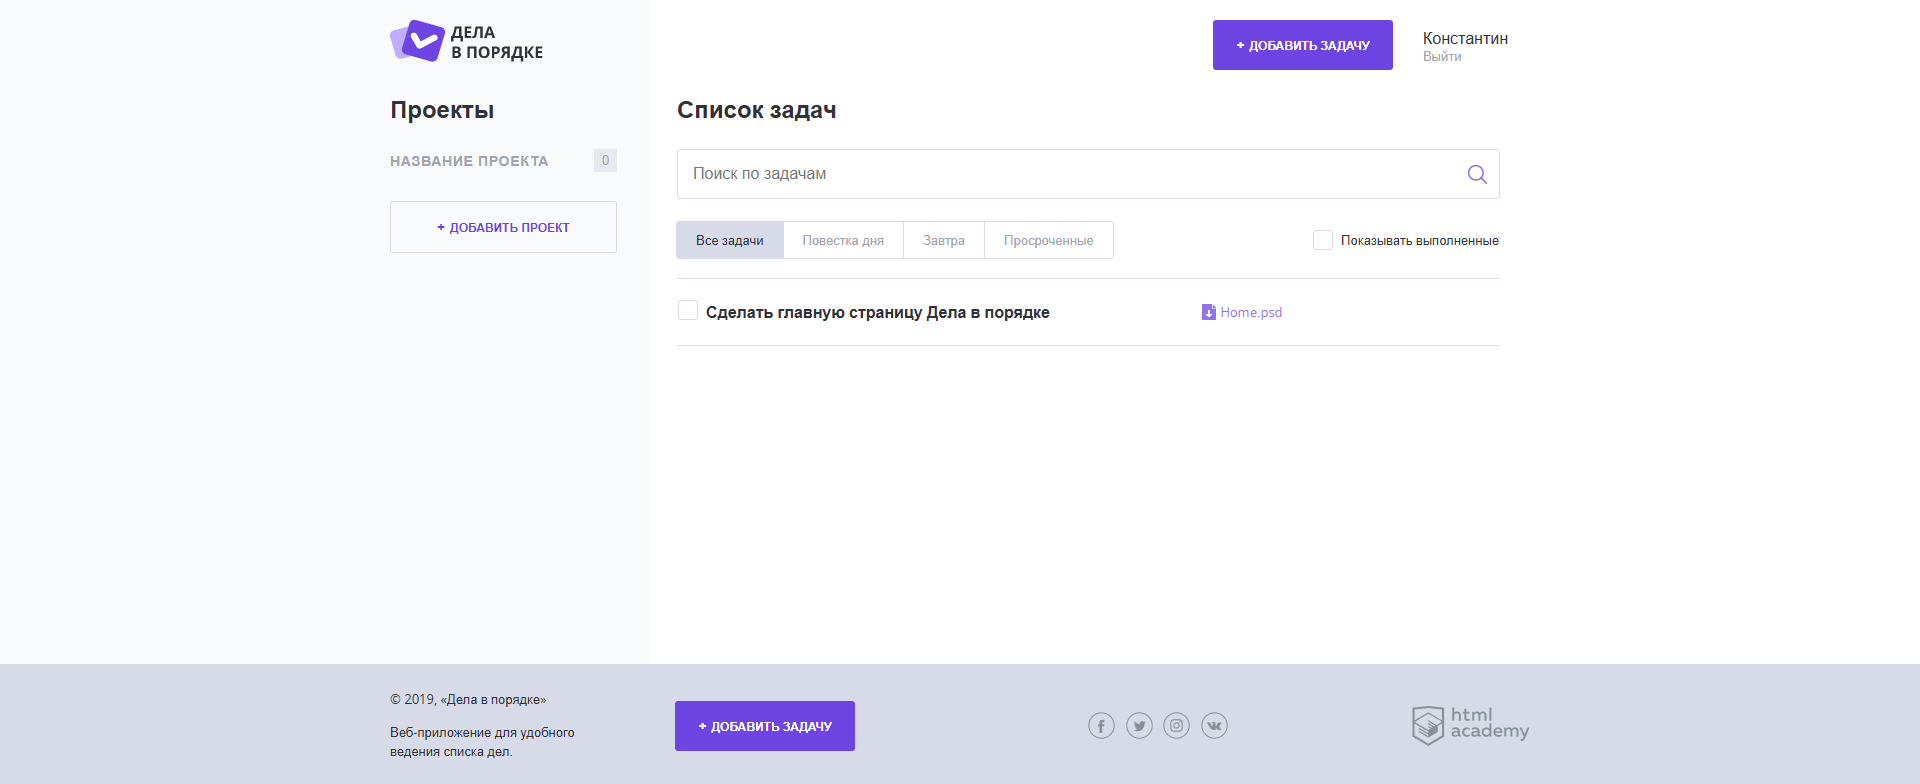 ДЕЛА
В ПОРЯДКЕ
+ ДОБАВИТЬ ЗАДАЧУ
Константин
Выйти
Проекты
НАЗВАНИЕ ПРОЕКТА 0
+ ДОБАВИТЬ ПРОЕКТ
Список задач
Поиск по задачам
Все задачи Повестка дня Завтра Просроченные Показывать выполненные
Сделать главную страницу Дела в порядке Home.psd
© 2019, «Дела в порядке»
Веб-приложение для удобного
ведения списка дел.
+ ДОБАВИТЬ ЗАДАЧУ
html
academy